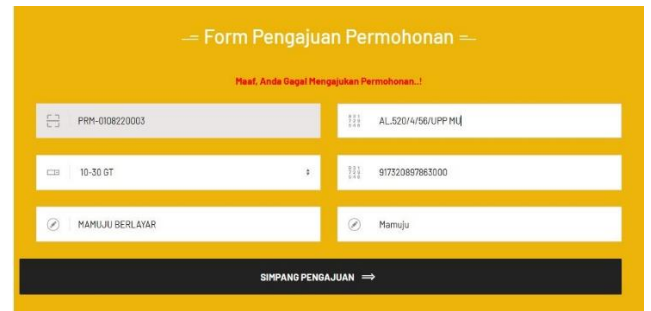 Form Pengajuan Permohonan
Maaf, Anda Gagal Mengajukan Permohonan..!
PRM-0108220003
AL.520/4/56/UPP MU
10-30 GT
917320897863000
MAMUJU BERLAYAR
Mamuju
SIMPANG PENGAJUAN